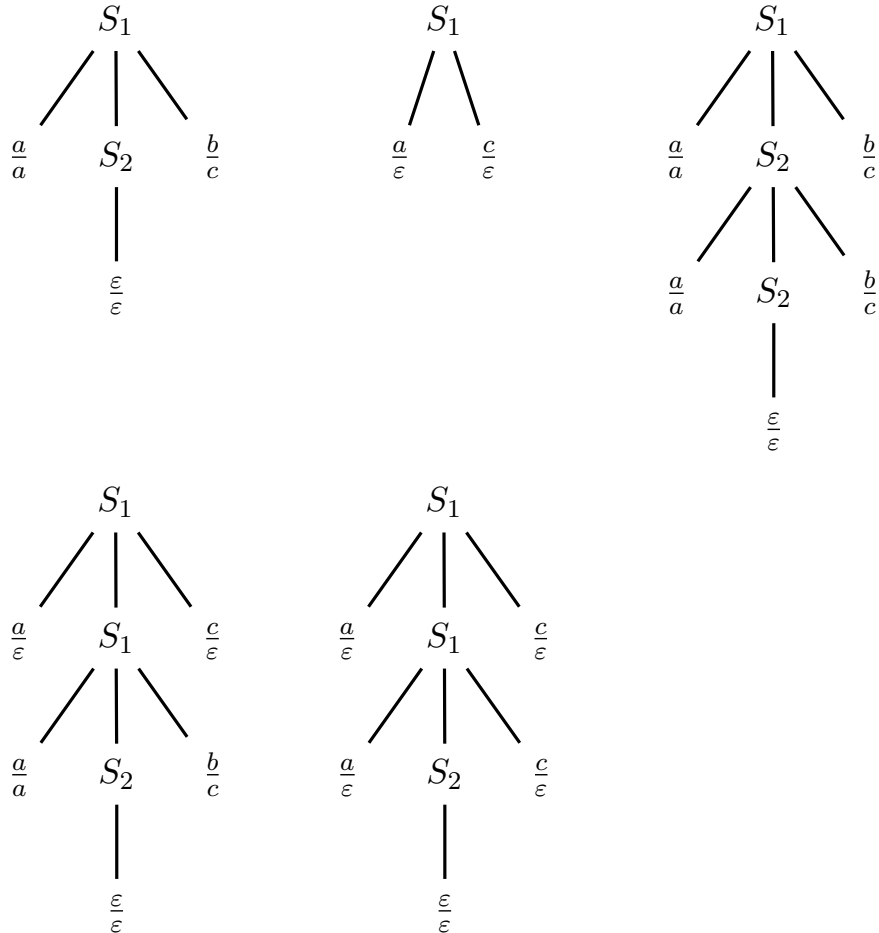 S₁ S₁ S₁
a/a S₂ b/c a/ε c/ε a/a S₂ b/c
ε/ε a/a S₂ b/c
ε/ε
S₁ S₁
a/ε S₁ c/ε a/ε S₁ c/ε
a/a S₂ b/c a/ε S₂ c/ε
ε/ε ε/ε